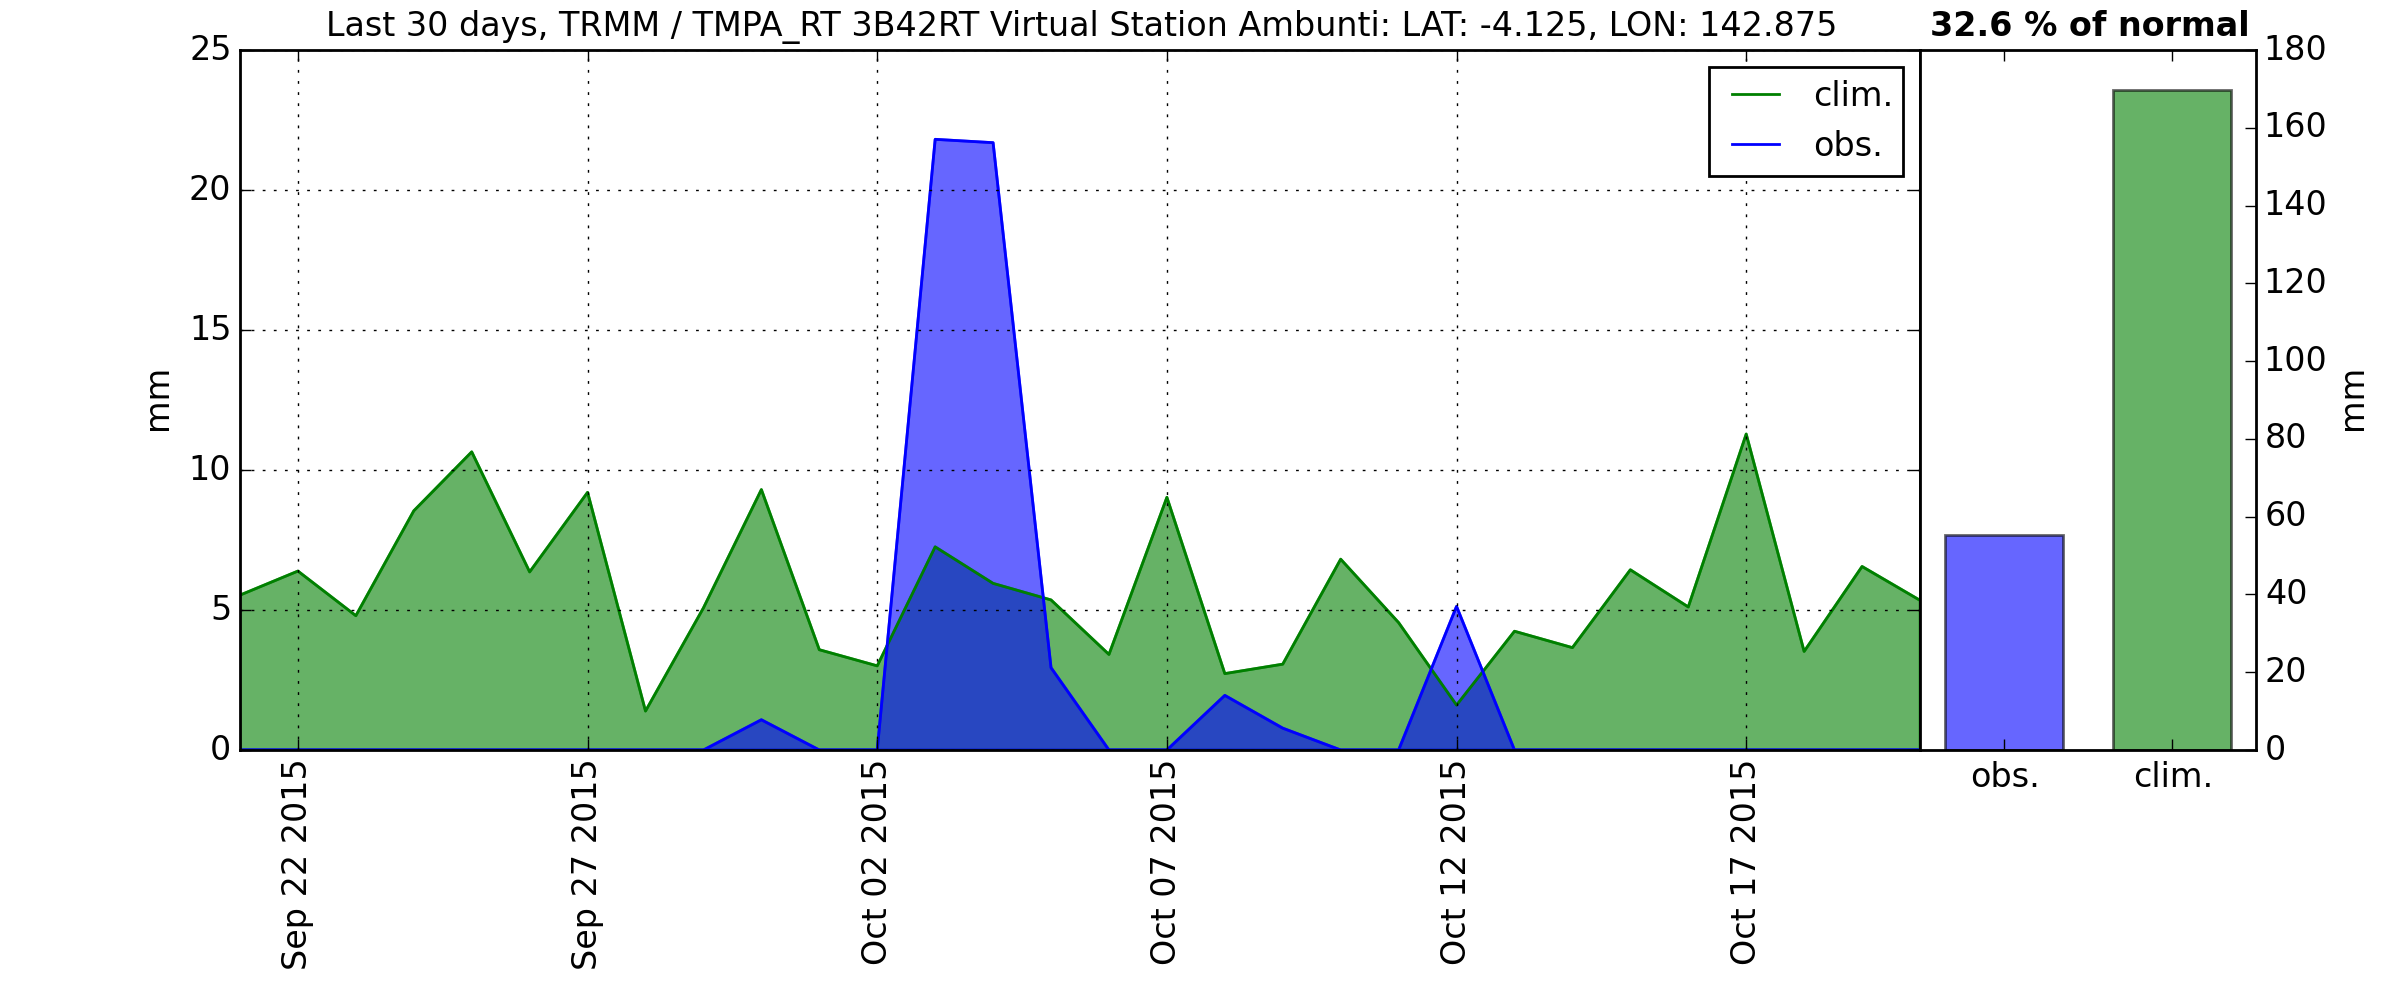 Last 30 days, TRMM / TMPA_RT 3B42RT Virtual Station Ambunti: LAT: -4.125, LON: 142.875
32.6 % of normal
25
20
15
10
5
0
mm
clim.
obs.
Sep 22 2015
Sep 27 2015
Oct 02 2015
Oct 07 2015
Oct 12 2015
Oct 17 2015
obs.
clim.
180
160
140
120
100
80
60
40
20
0
mm